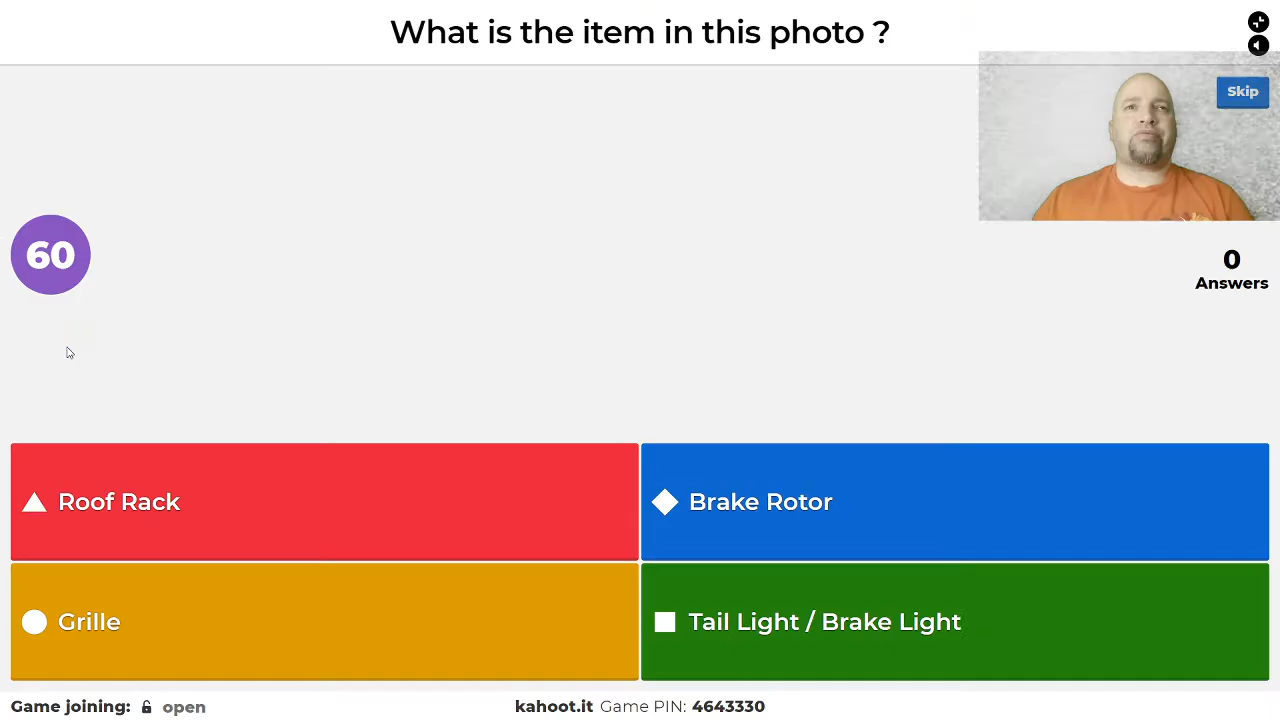 What is the item in this photo ?
Skip
60
0
Answers
Roof Rack
Brake Rotor
Grille
Tail Light / Brake Light
Game joining: open
kahoot.it Game PIN: 4643330